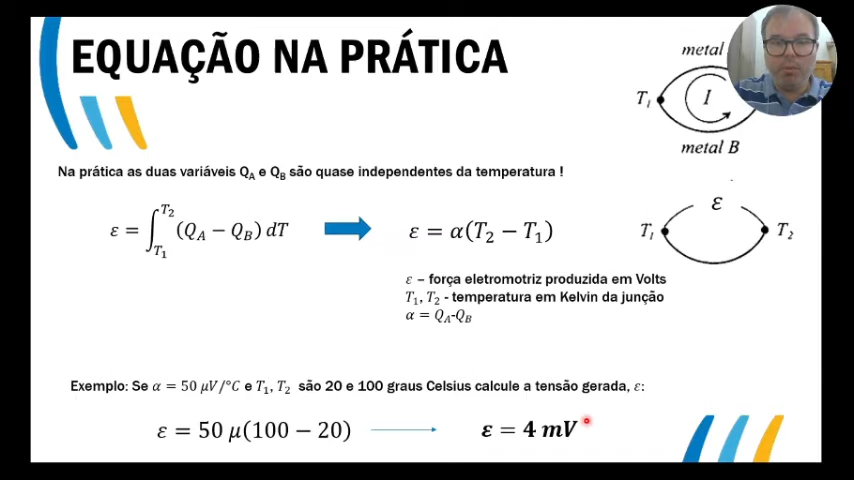 EQUAÇÃO NA PRÁTICA
metal
T₁
I
metal B
Na prática as duas variáveis Q_A e Q_B são quase independentes da temperatura !
ε = ∫_{T₁}^{T₂} (Q_A − Q_B) dT
ε = α(T₂ − T₁)
ε
T₁
T₂
ε – força eletromotriz produzida em Volts
T₁, T₂ - temperatura em Kelvin da junção
α = Q_A-Q_B
Exemplo: Se α = 50 μV/°C e T₁, T₂ são 20 e 100 graus Celsius calcule a tensão gerada, ε:
ε = 50 μ(100 − 20)
ε = 4 mV